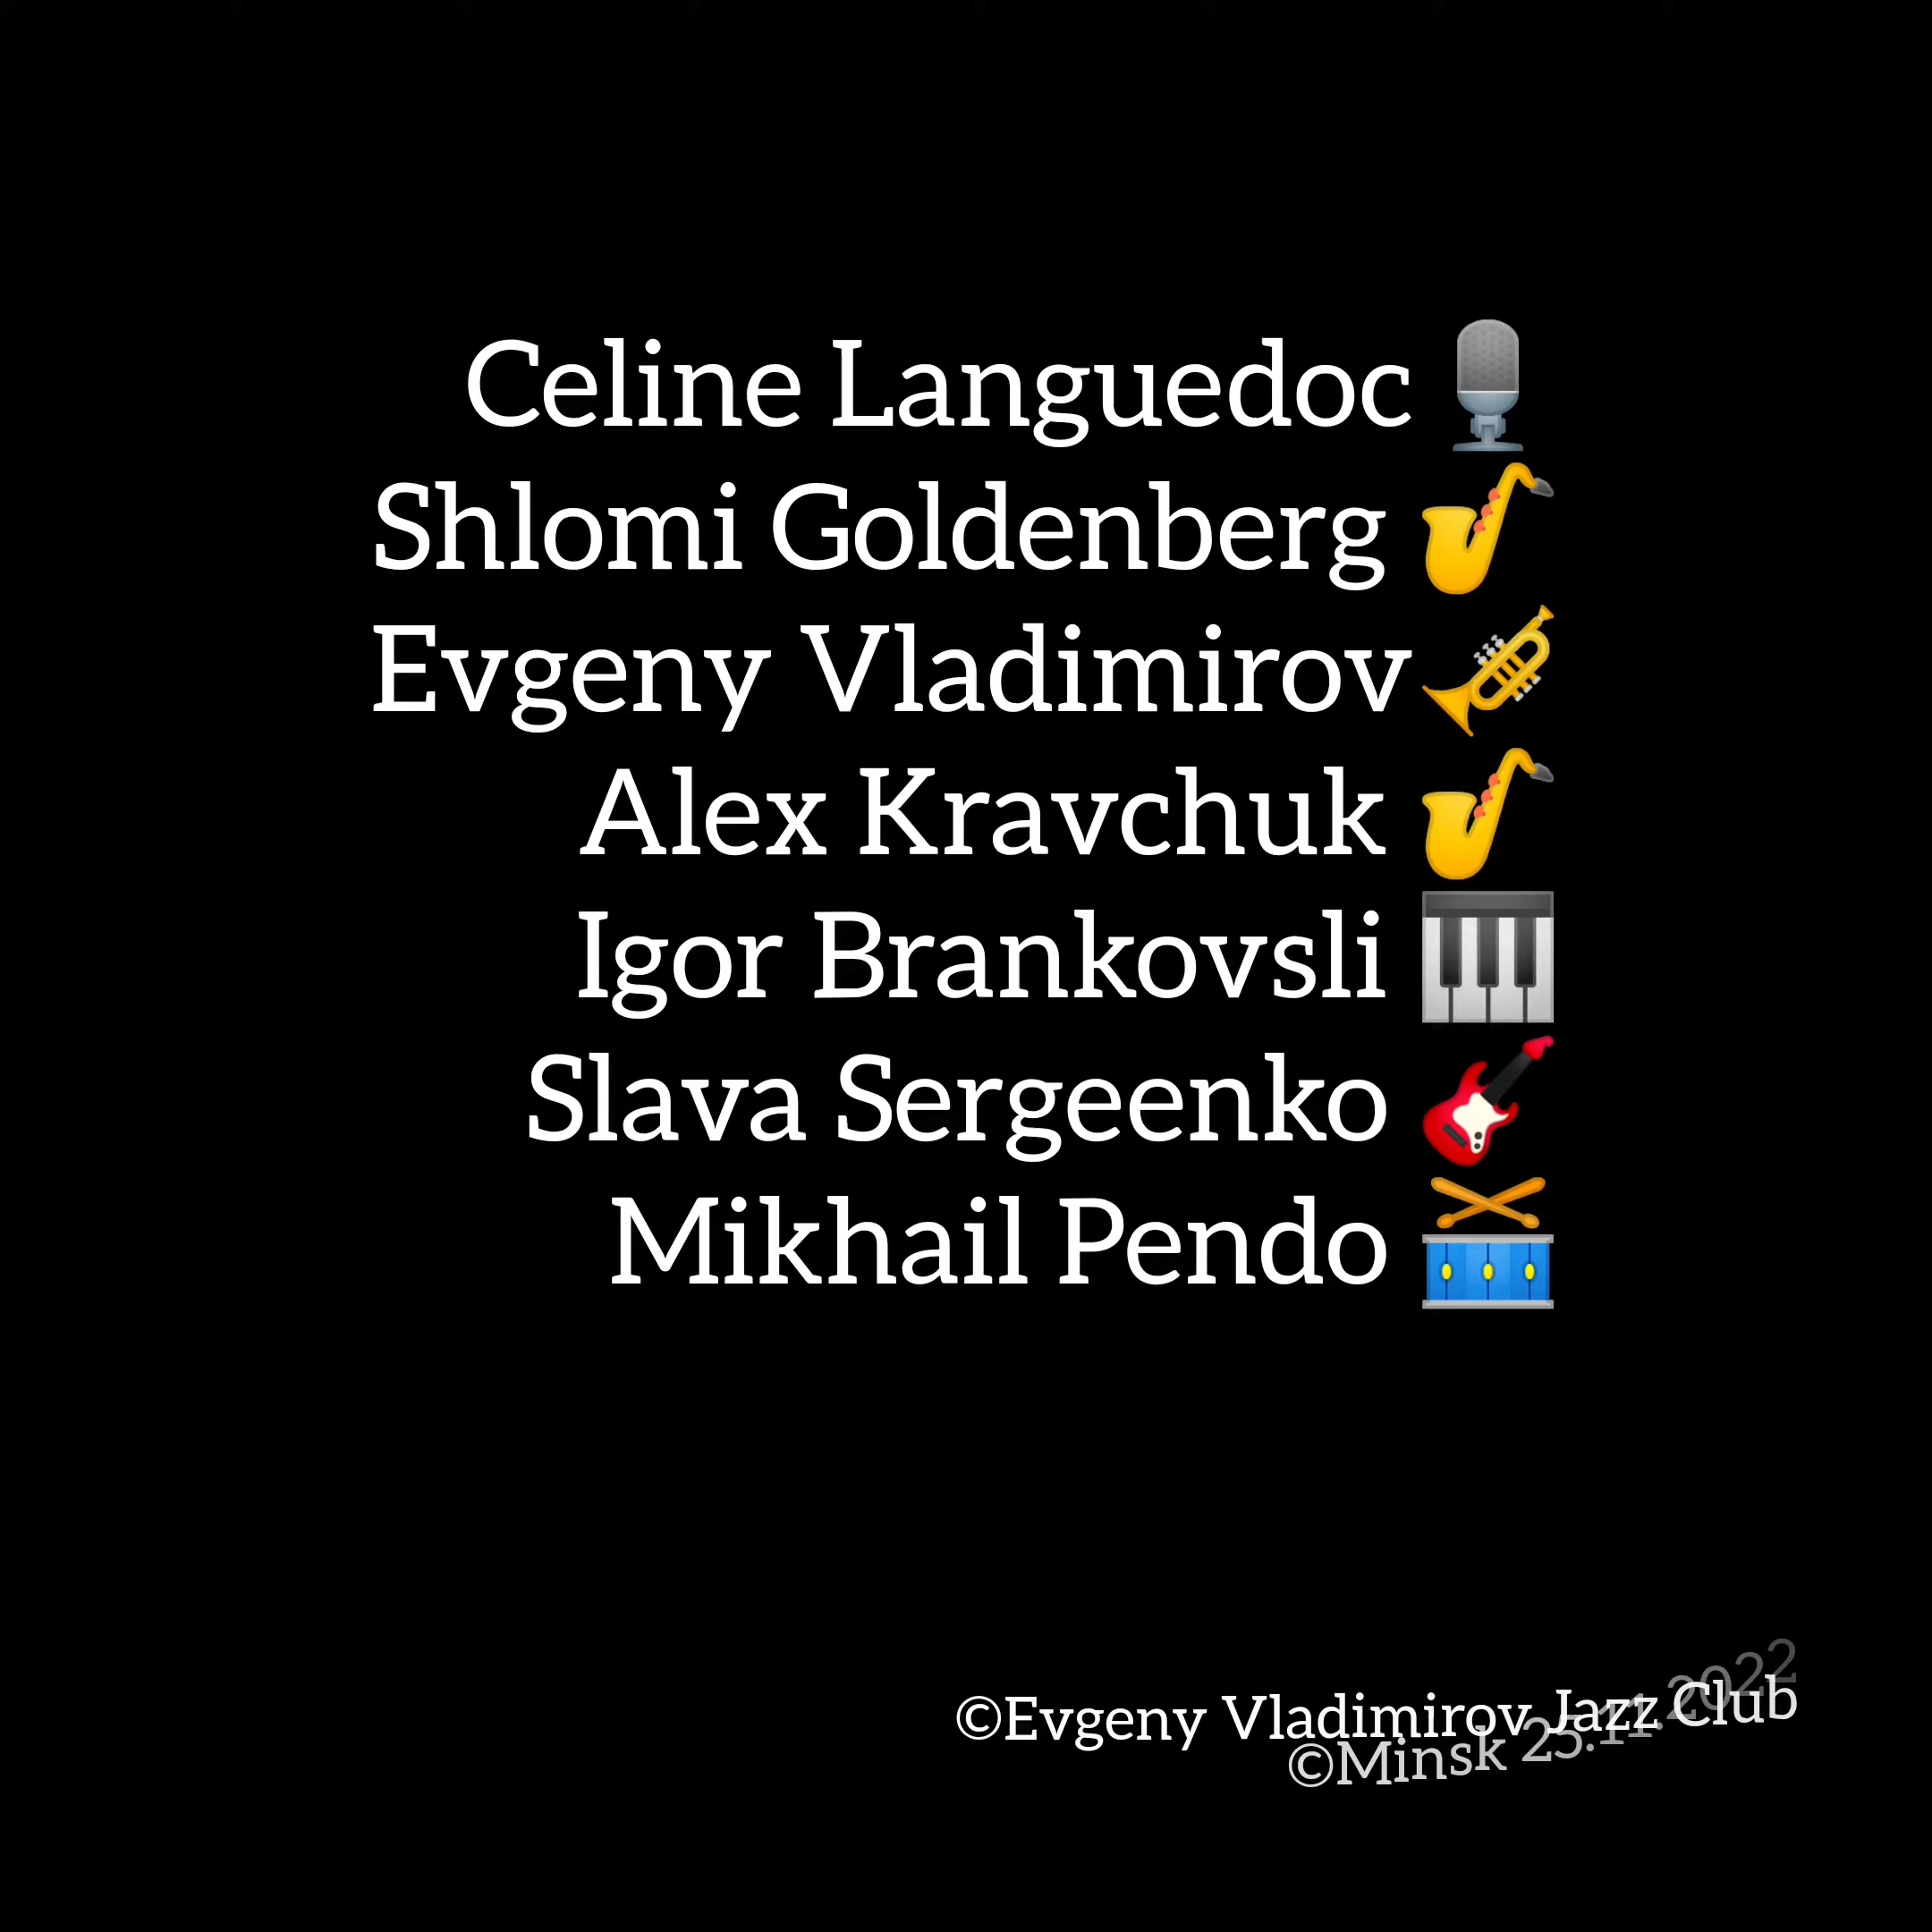 Celine Languedoc 🎙
Shlomi Goldenberg 🎷
Evgeny Vladimirov🎺
Alex Kravchuk 🎷
Igor Brankovsli 🎹
Slava Sergeenko 🎸
Mikhail Pendo 🥁
©Evgeny Vladimirov Jazz Club
©Minsk 25.11.2022